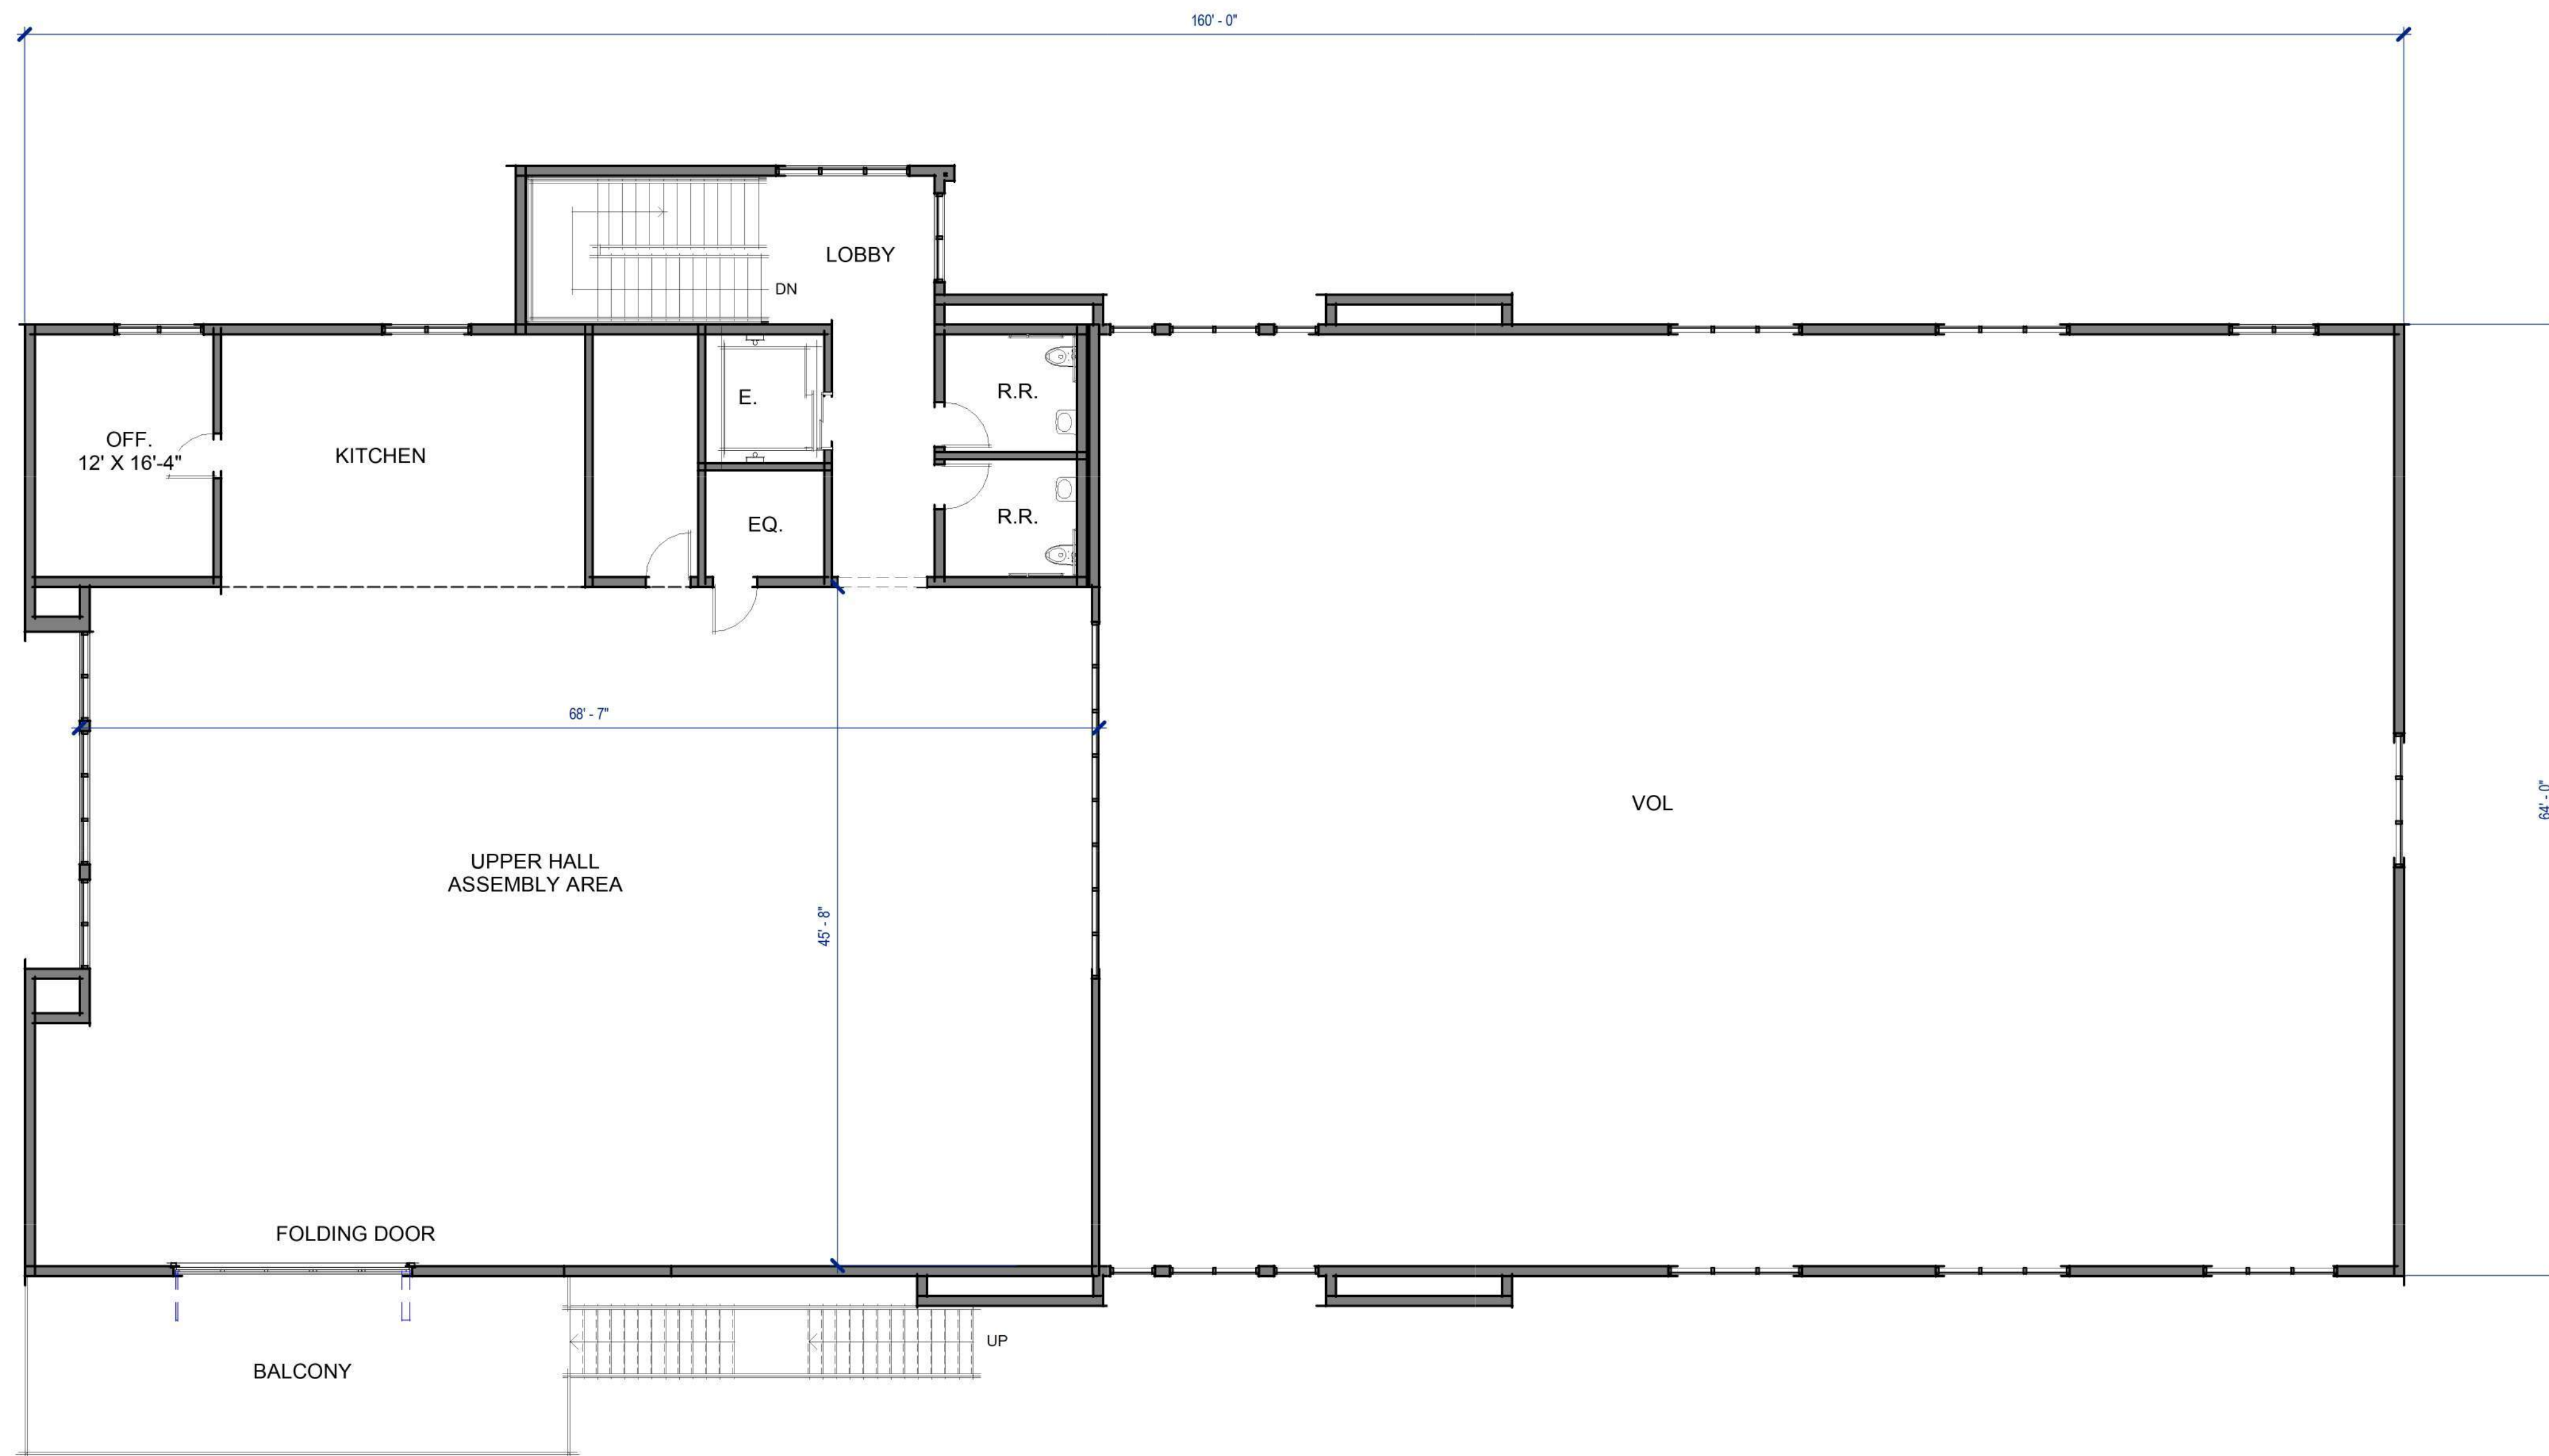 160' - 0"
LOBBY
DN
E.
R.R.
OFF.
12' X 16'-4"
KITCHEN
EQ.
R.R.
68' - 7"
VOL
64' - 0"
UPPER HALL
ASSEMBLY AREA
45' - 8"
FOLDING DOOR
UP
BALCONY